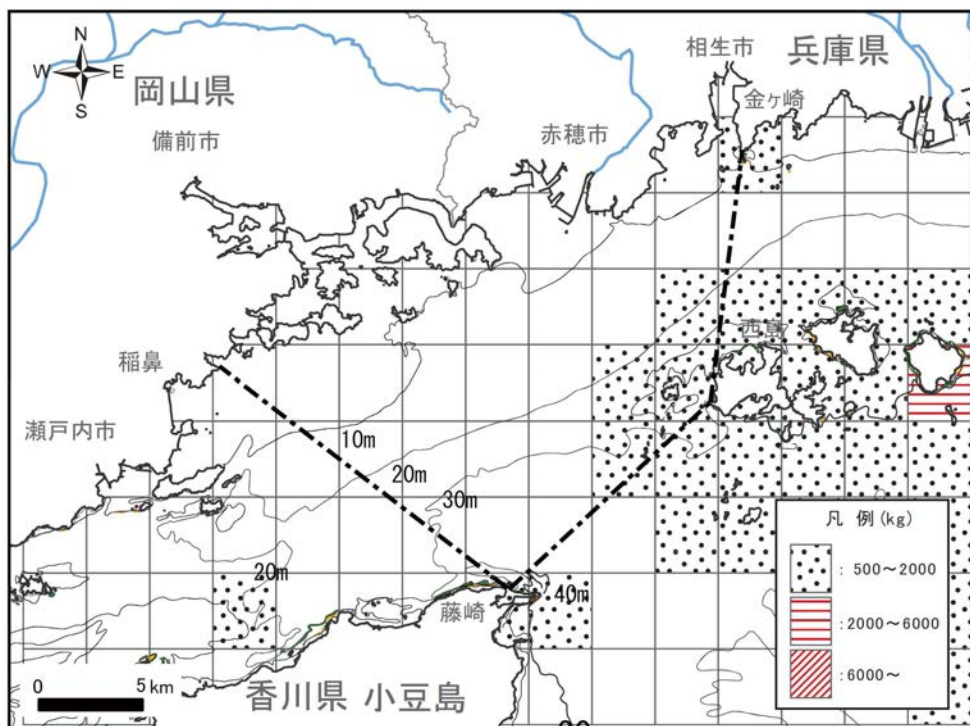 N
W E
S
岡山県
備前市
相生市
兵庫県
金ヶ崎
赤穂市
稲鼻
西島
瀬戸内市
10m
20m
30m
20m
40m
藤崎
香川県 小豆島
0 5km
凡 例(kg)
: 500～2000
: 2000～6000
: 6000～